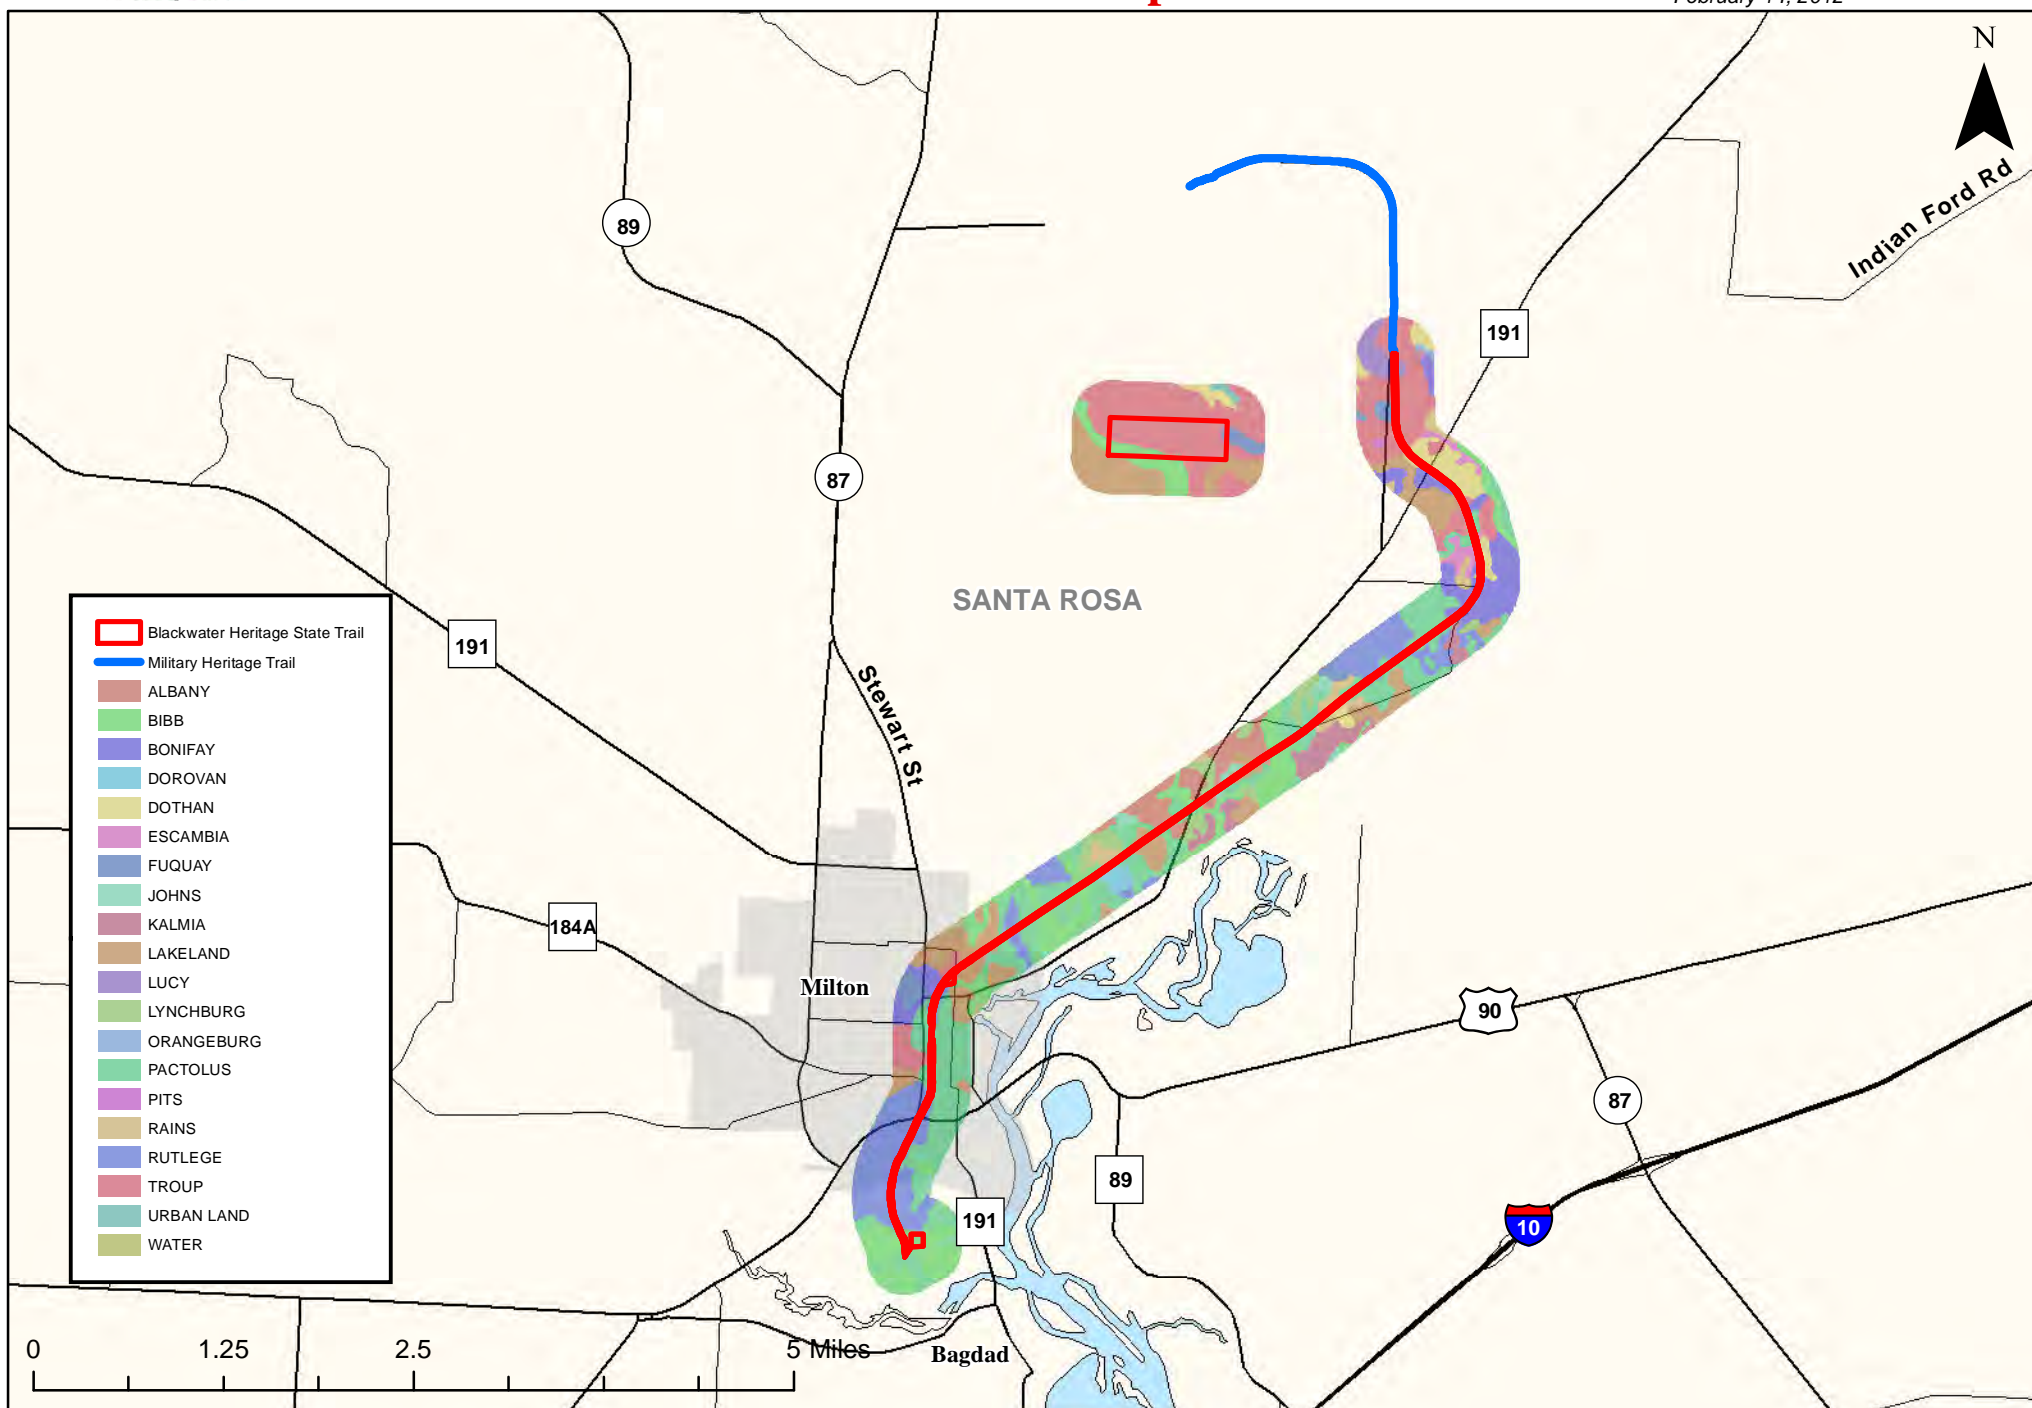 N
Indian Ford Rd
89
191
87
SANTA ROSA
191
Stewart St
Blackwater Heritage State Trail
Military Heritage Trail
ALBANY
BIBB
BONIFAY
DOROVAN
DOTHAN
ESCAMBIA
FUQUAY
JOHNS
KALMIA
LAKELAND
LUCY
LYNCHBURG
ORANGEBURG
PACTOLUS
PITS
RAINS
RUTLEGE
TROUP
URBAN LAND
WATER
184A
Milton
90
87
89
191
10
0 1.25 2.5 5 Miles
Bagdad